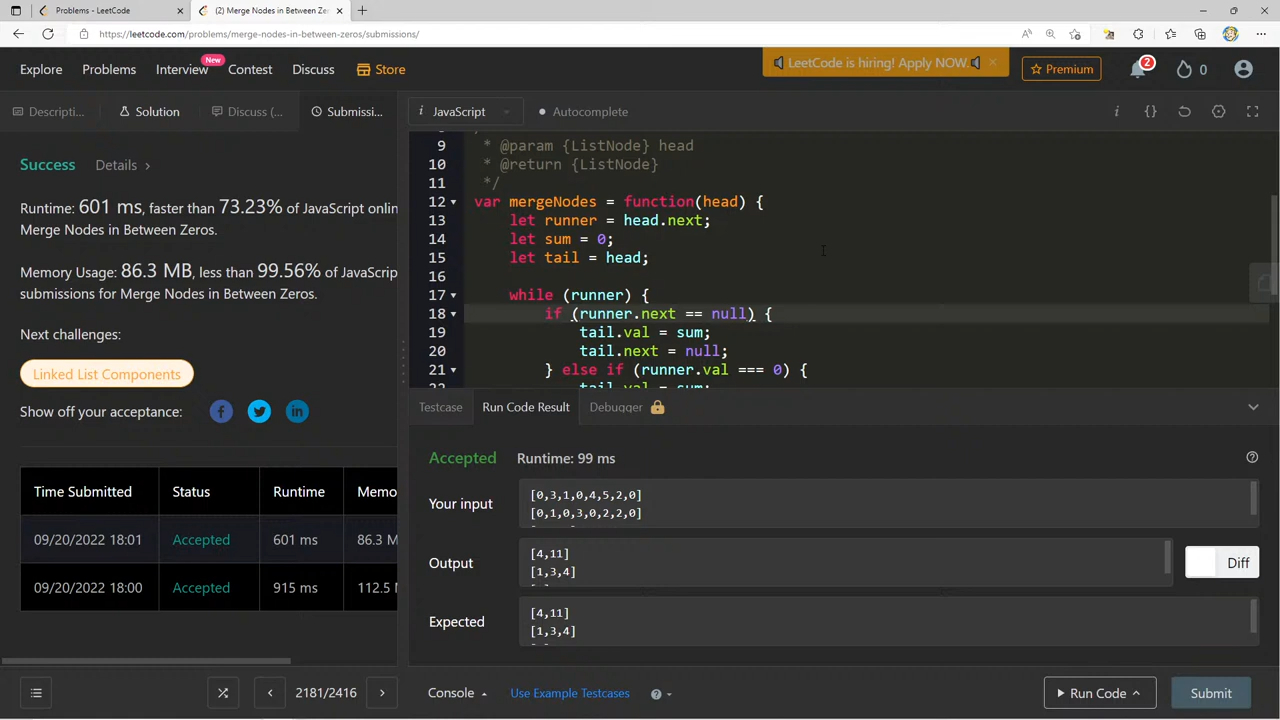 Problems - LeetCode
(2) Merge Nodes in Between Zer
https://leetcode.com/problems/merge-nodes-in-between-zeros/submissions/
Explore
Problems
Interview
New
Contest
Discuss
Store
LeetCode is hiring! Apply NOW.
Premium
2
0
Descripti...
Solution
Discuss (...
Submissi...
i
JavaScript
Autocomplete
i
{}
Success
Details
Runtime: 601 ms, faster than 73.23% of JavaScript online
Merge Nodes in Between Zeros.
Memory Usage: 86.3 MB, less than 99.56% of JavaScript
submissions for Merge Nodes in Between Zeros.
Next challenges:
Linked List Components
Show off your acceptance:
Time Submitted Status Runtime Memo
09/20/2022 18:01 Accepted 601 ms 86.3 M
09/20/2022 18:00 Accepted 915 ms 112.5 M
9 * @param {ListNode} head
10 * @return {ListNode}
11 */
12 var mergeNodes = function(head) {
13 let runner = head.next;
14 let sum = 0;
15 let tail = head;
16
17 while (runner) {
18 if (runner.next == null) {
19 tail.val = sum;
20 tail.next = null;
21 } else if (runner.val === 0) {
22 tail.val = sum;
Testcase
Run Code Result
Debugger
Accepted
Runtime: 99 ms
Your input
[0,3,1,0,4,5,2,0]
[0,1,0,3,0,2,2,0]
Output
[4,11]
[1,3,4]
Diff
Expected
[4,11]
[1,3,4]
2181/2416
Console
Use Example Testcases
Run Code
Submit